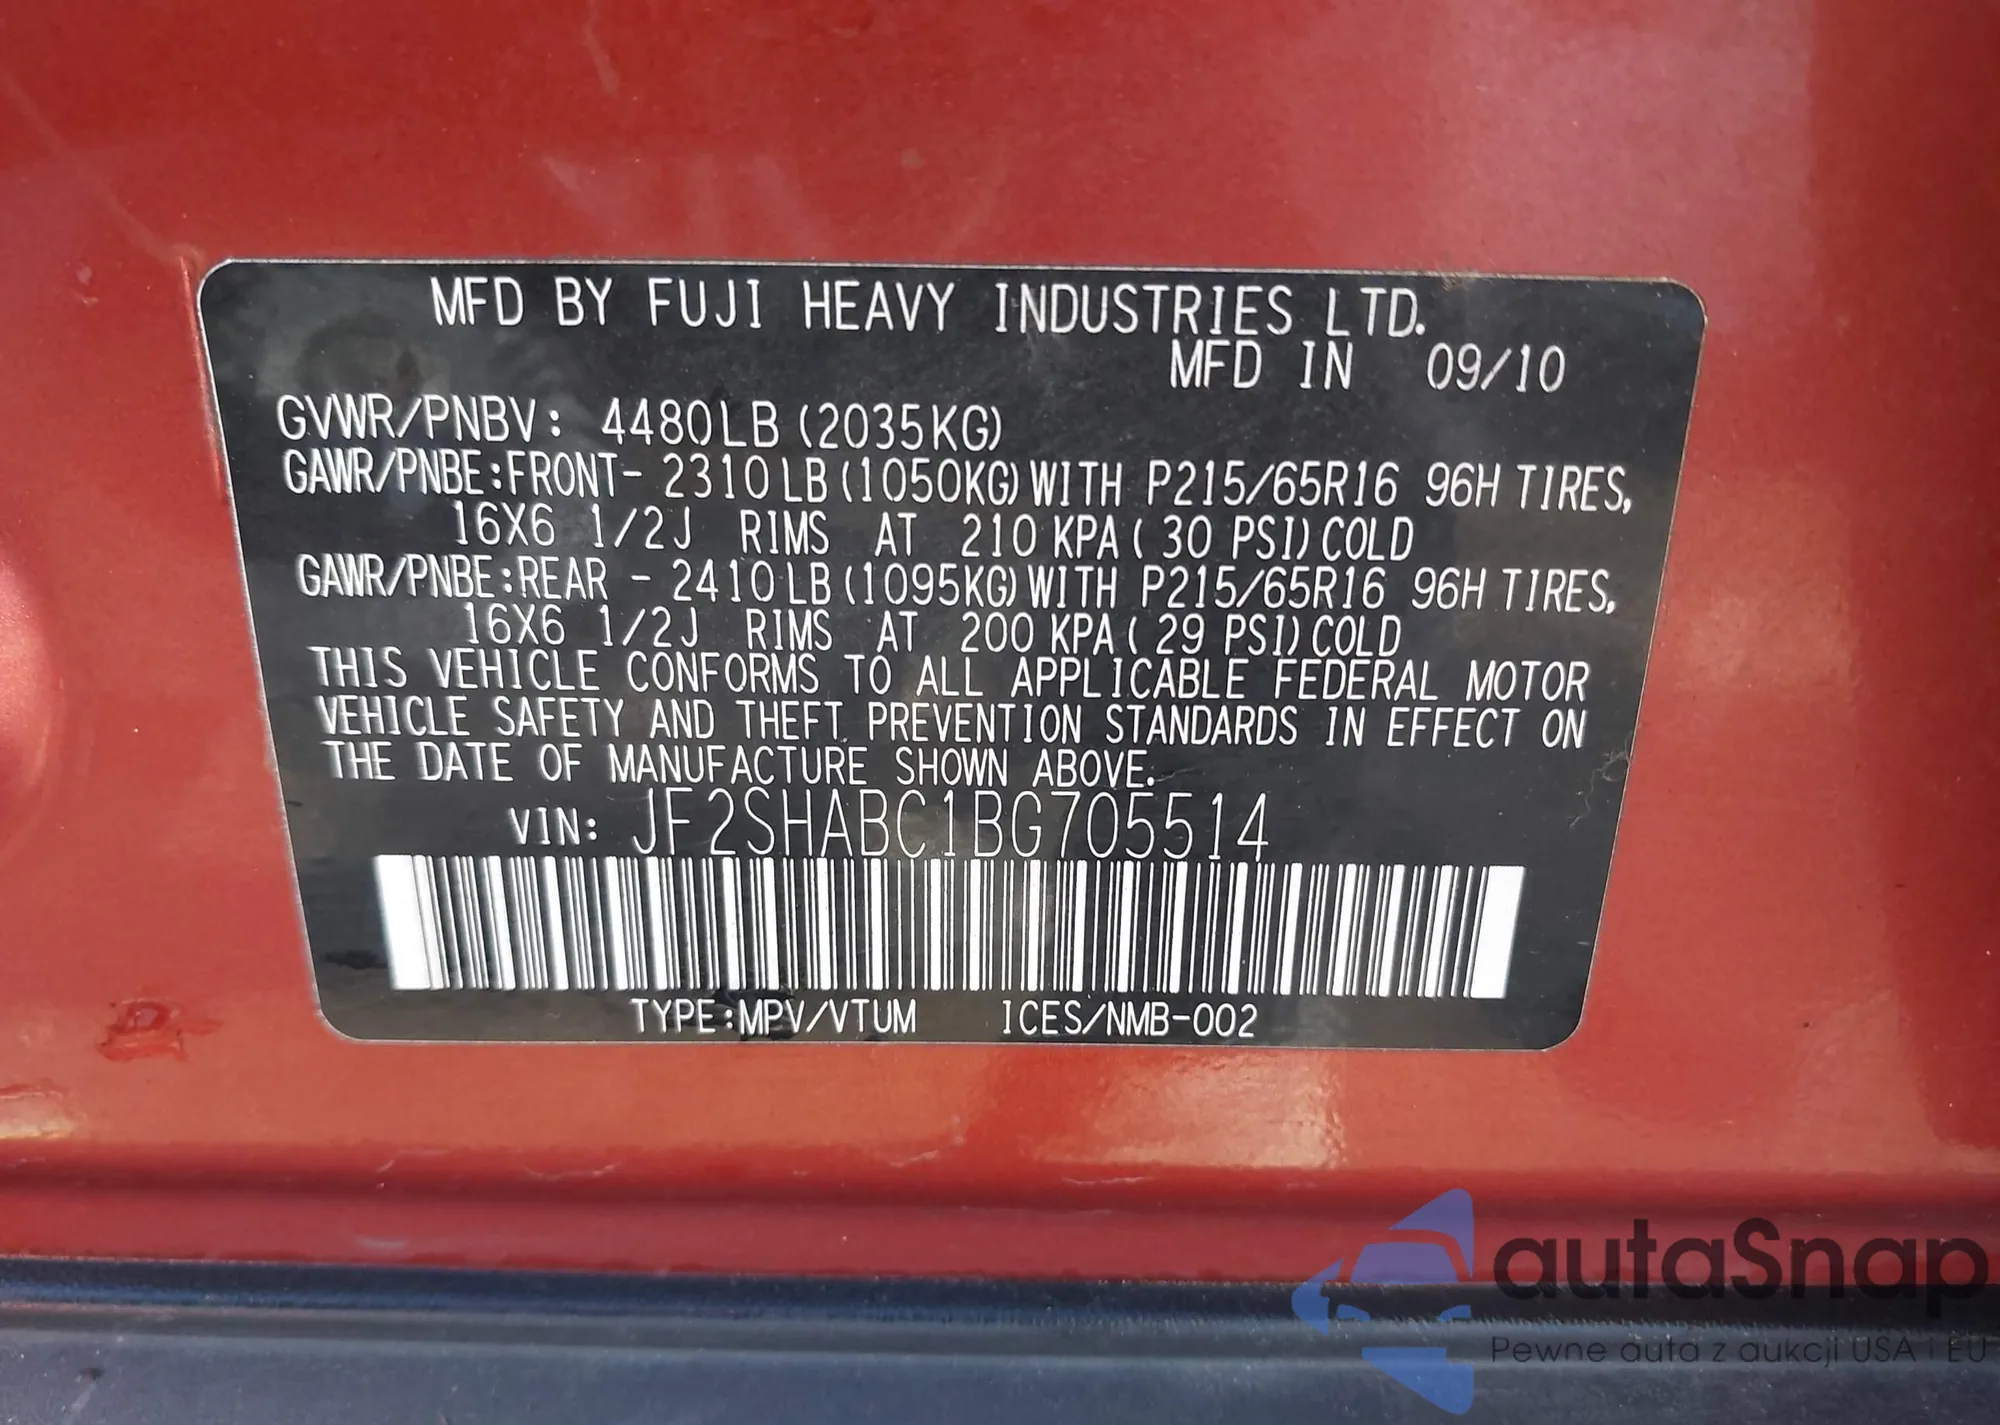 MFD BY FUJI HEAVY INDUSTRIES LTD.
MFD IN 09/10
GVWR/PNBV: 4480LB (2035KG)
GAWR/PNBE:FRONT- 2310LB(1050KG)WITH P215/65R16 96H TIRES,
16X6 1/2J RIMS AT 210 KPA( 30 PSI)COLD
GAWR/PNBE:REAR - 2410LB(1095KG)WITH P215/65R16 96H TIRES,
16X6 1/2J RIMS AT 200 KPA( 29 PSI)COLD
THIS VEHICLE CONFORMS TO ALL APPLICABLE FEDERAL MOTOR
VEHICLE SAFETY AND THEFT PREVENTION STANDARDS IN EFFECT ON
THE DATE OF MANUFACTURE SHOWN ABOVE.
VIN: JF2SHABC1BG705514
TYPE:MPV/VTUM ICES/NMB-002
autaSnap
Pewne auta z aukcji USA i EU